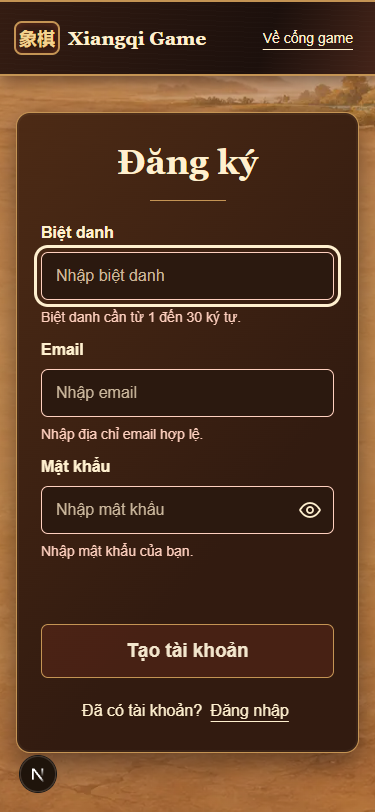 象棋 Xiangqi Game Về cổng game
Đăng ký
Biệt danh
Nhập biệt danh
Biệt danh cần từ 1 đến 30 ký tự.
Email
Nhập email
Nhập địa chỉ email hợp lệ.
Mật khẩu
Nhập mật khẩu
Nhập mật khẩu của bạn.
Tạo tài khoản
Đã có tài khoản? Đăng nhập
N